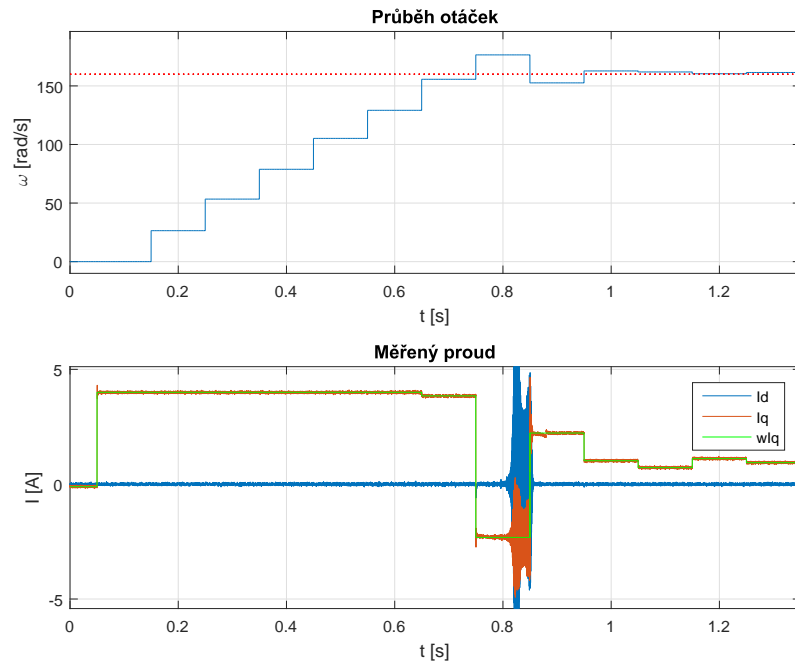 Průběh otáček
ω [rad/s]
150
100
50
0
0 0.2 0.4 0.6 0.8 1 1.2
t [s]
Měřený proud
I [A]
5
0
-5
Id
Iq
wIq
0 0.2 0.4 0.6 0.8 1 1.2
t [s]